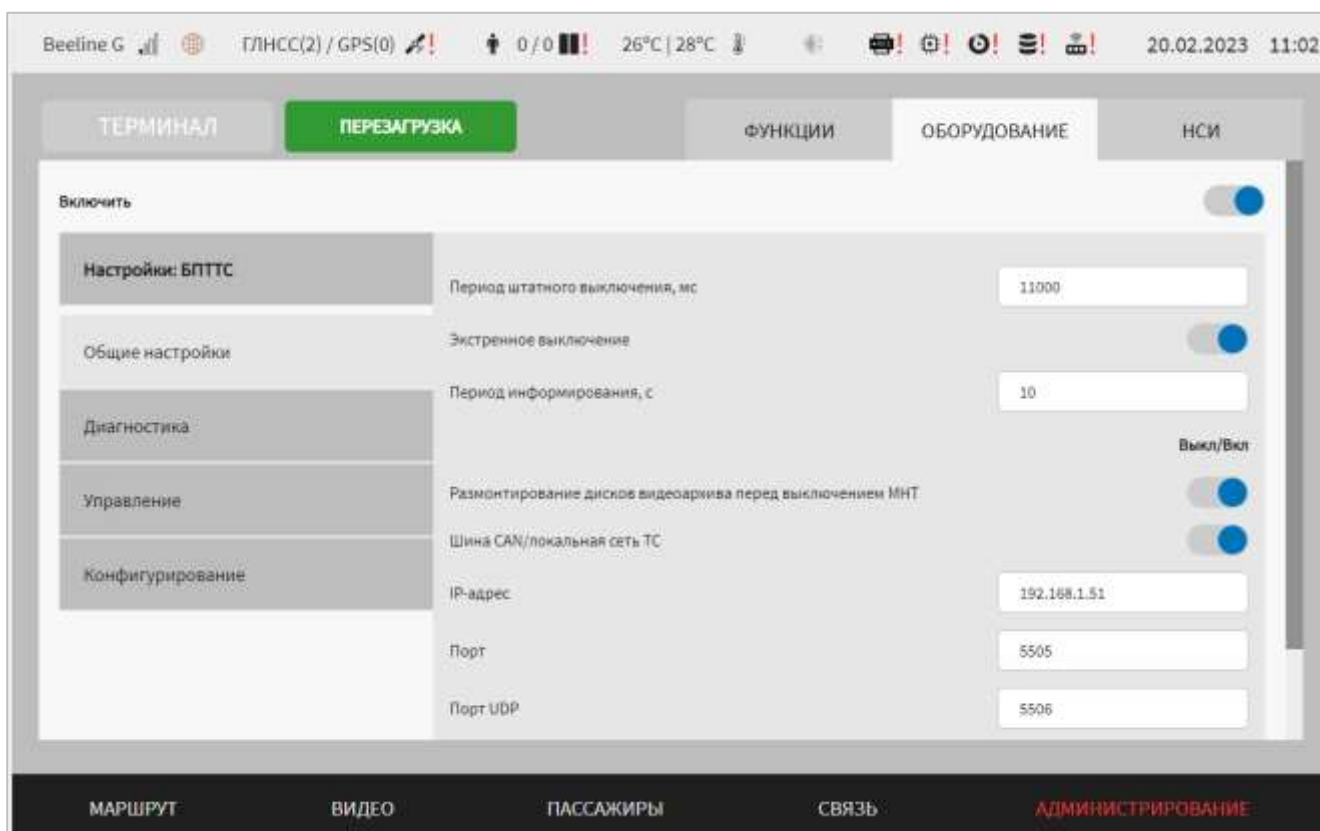 Beeline G ГЛНСС(2) / GPS(0) ! 0 / 0 ! 26°C | 28°C ! ! ! ! ! 20.02.2023 11:02
ТЕРМИНАЛ ПЕРЕЗАГРУЗКА ФУНКЦИИ ОБОРУДОВАНИЕ НСИ
Включить
Настройки: БПТТС
Период штатного выключения, мс 11000
Общие настройки
Экстренное выключение
Период информирования, с 10
Диагностика
Выкл/Вкл
Управление
Размонтирование дисков видеоархива перед выключением МНТ
Шина CAN/локальная сеть ТС
Конфигурирование
IP-адрес 192.168.1.51
Порт 5505
Порт UDP 5506
МАРШРУТ ВИДЕО ПАССАЖИРЫ СВЯЗЬ АДМИНИСТРИРОВАНИЕ